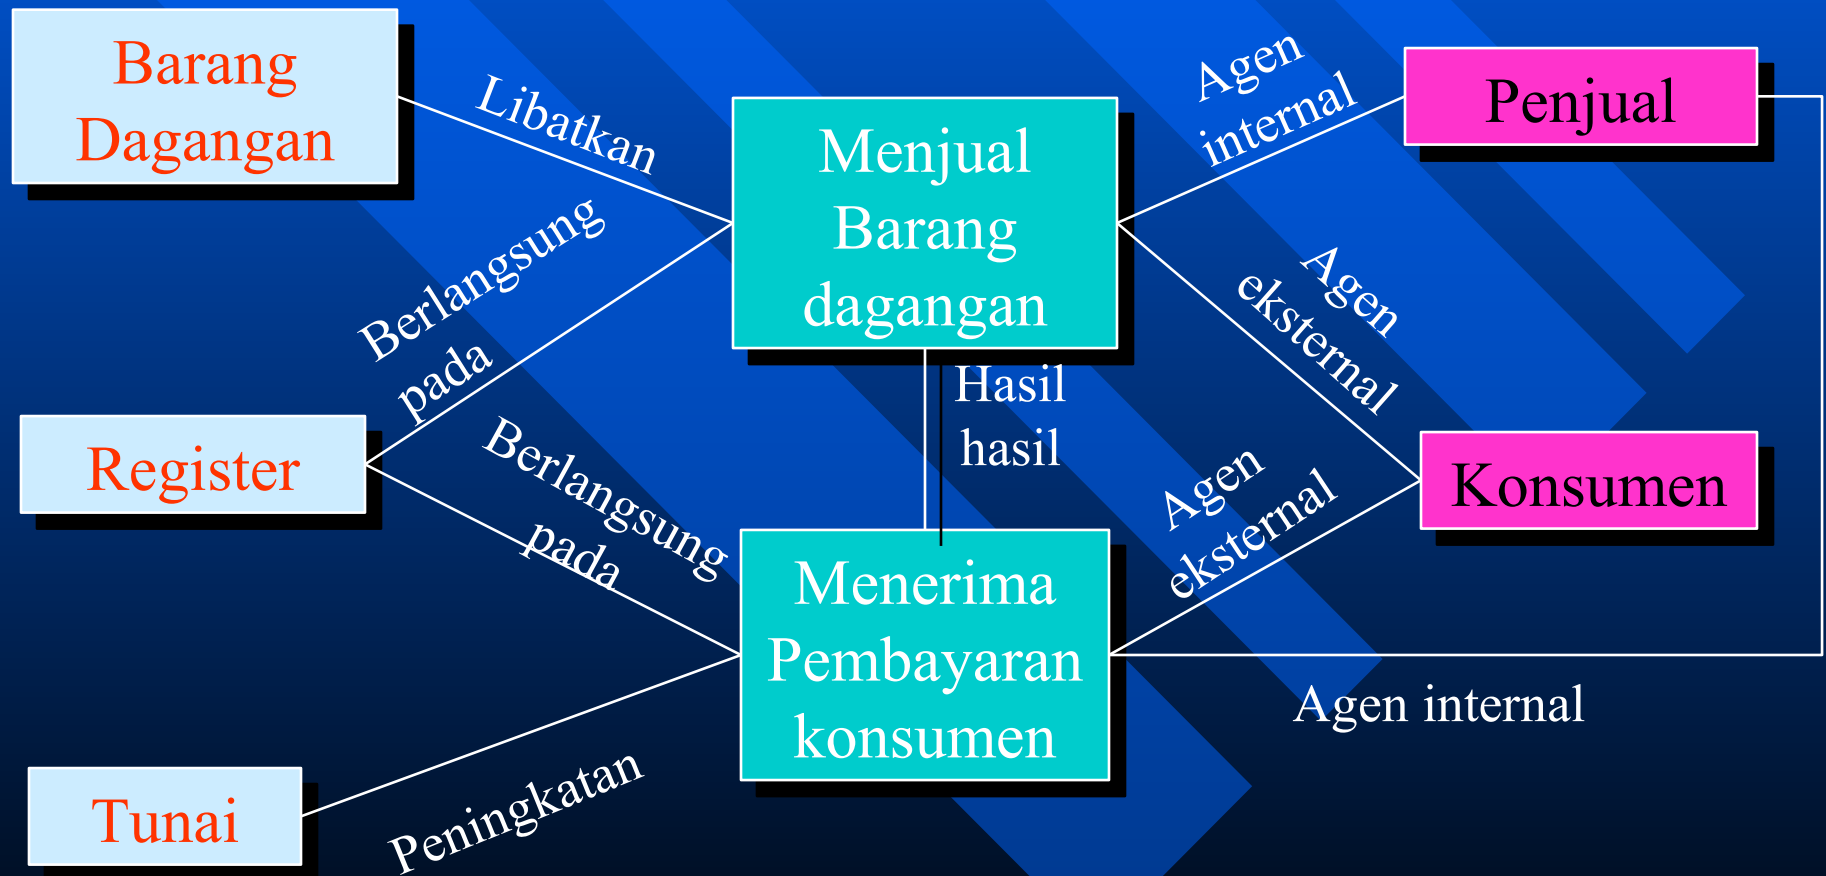 Barang
Dagangan
Libatkan
Menjual
Barang
dagangan
Agen
internal
Penjual
Berlangsung
pada
Agen
eksternal
Hasil
hasil
Register
Berlangsung
pada
Agen
eksternal
Konsumen
Menerima
Pembayaran
konsumen
Agen internal
Tunai
Peningkatan